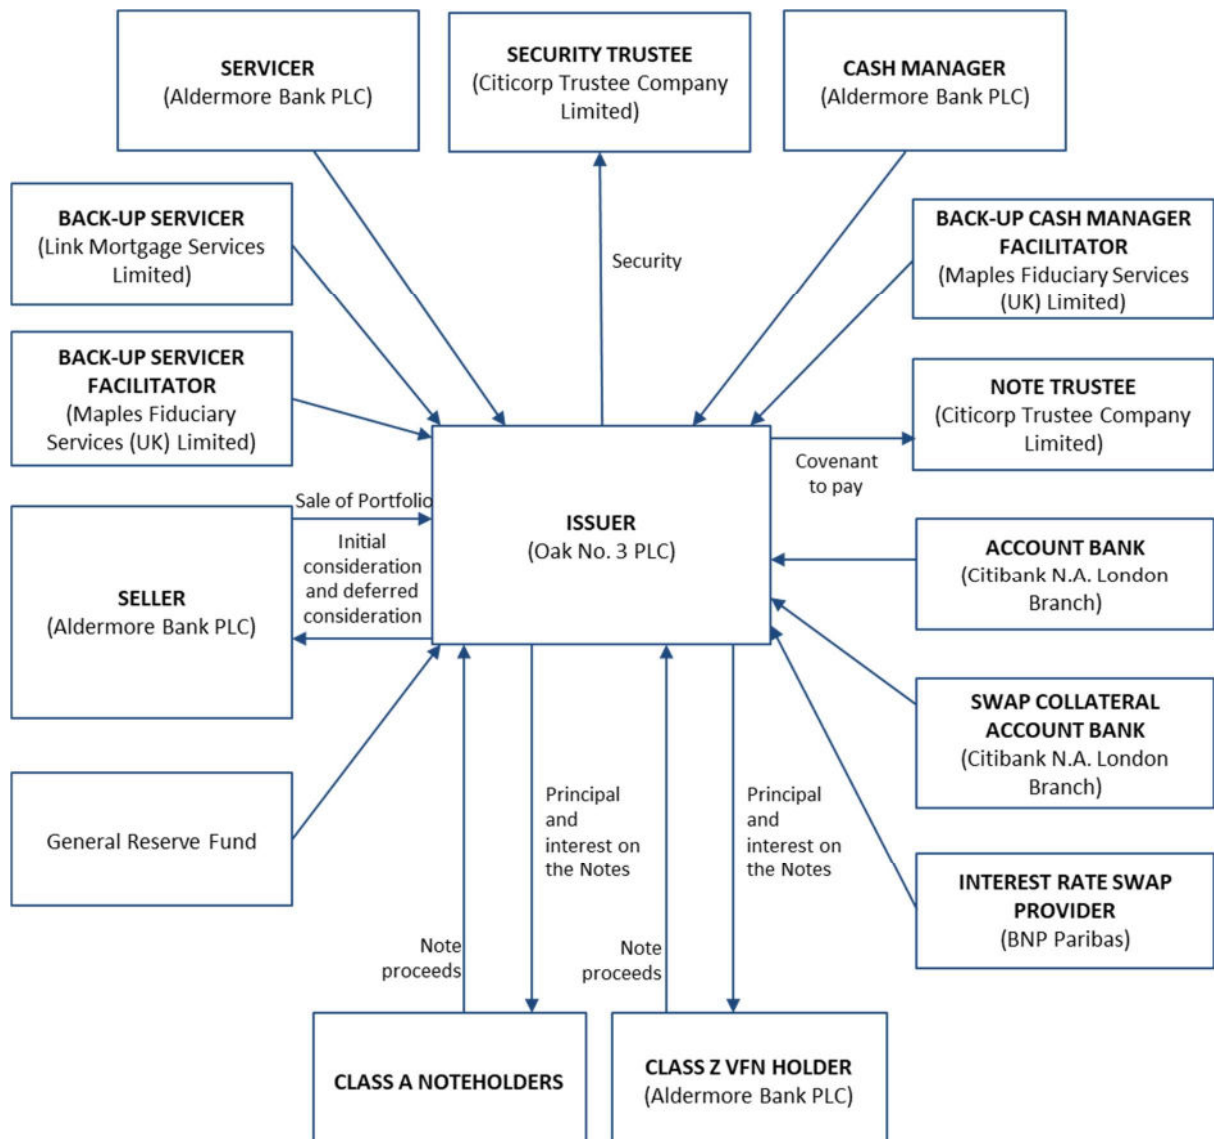 SERVICER
(Aldermore Bank PLC)
SECURITY TRUSTEE
(Citicorp Trustee Company
Limited)
CASH MANAGER
(Aldermore Bank PLC)
BACK-UP SERVICER
(Link Mortgage Services
Limited)
Security
BACK-UP CASH MANAGER
FACILITATOR
(Maples Fiduciary Services
(UK) Limited)
BACK-UP SERVICER
FACILITATOR
(Maples Fiduciary
Services (UK) Limited)
NOTE TRUSTEE
(Citicorp Trustee Company
Limited)
Covenant
to pay
Sale of Portfolio
Initial
consideration
and deferred
consideration
ISSUER
(Oak No. 3 PLC)
ACCOUNT BANK
(Citibank N.A. London
Branch)
SELLER
(Aldermore Bank PLC)
SWAP COLLATERAL
ACCOUNT BANK
(Citibank N.A. London
Branch)
General Reserve Fund
Principal
and
interest on
the Notes
Principal
and
interest on
the Notes
INTEREST RATE SWAP
PROVIDER
(BNP Paribas)
Note
proceeds
Note
proceeds
CLASS A NOTEHOLDERS
CLASS Z VFN HOLDER
(Aldermore Bank PLC)